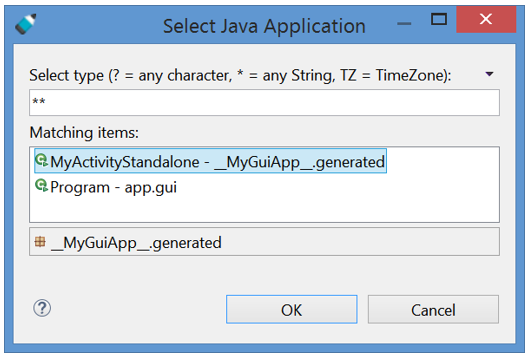 Select Java Application
Select type (? = any character, * = any String, TZ = TimeZone):
**
Matching items:
MyActivityStandalone - __MyGuiApp__.generated
Program - app.gui
__MyGuiApp__.generated
OK
Cancel